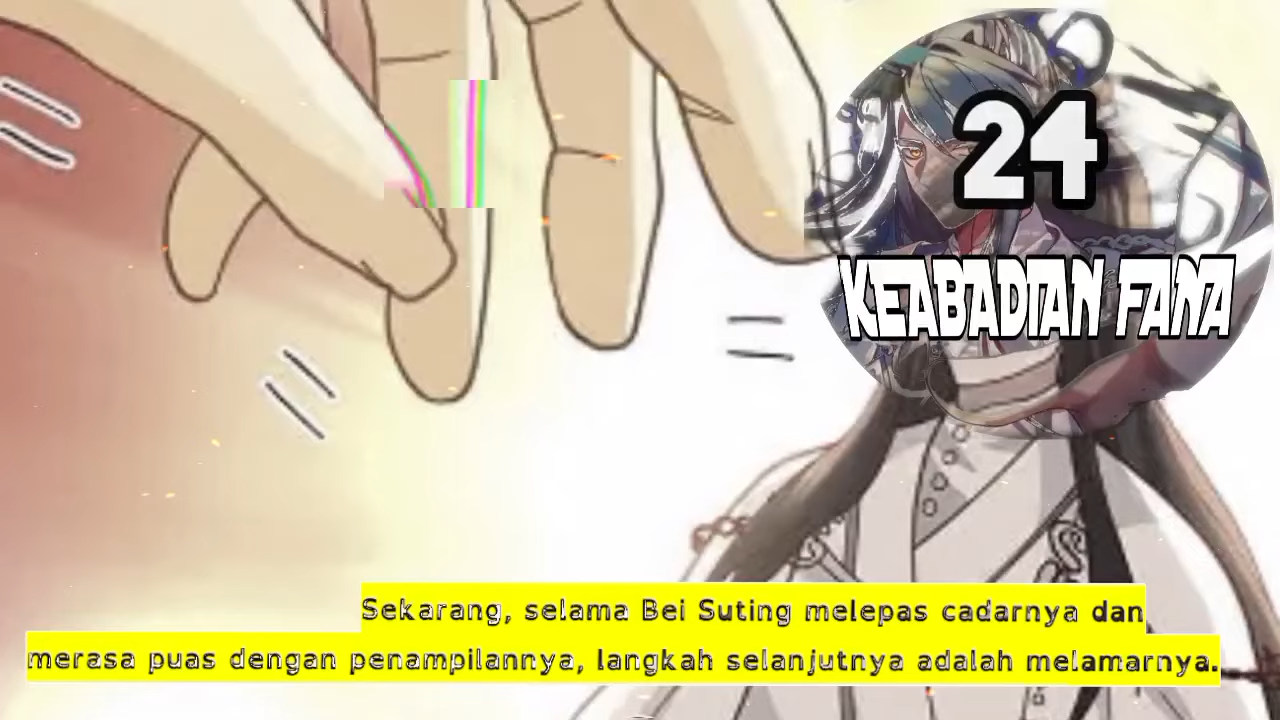 24
KEABADIAN FANA
Sekarang, selama Bei Suting melepas cadarnya dan
merasa puas dengan penampilannya, langkah selanjutnya adalah melamarnya.